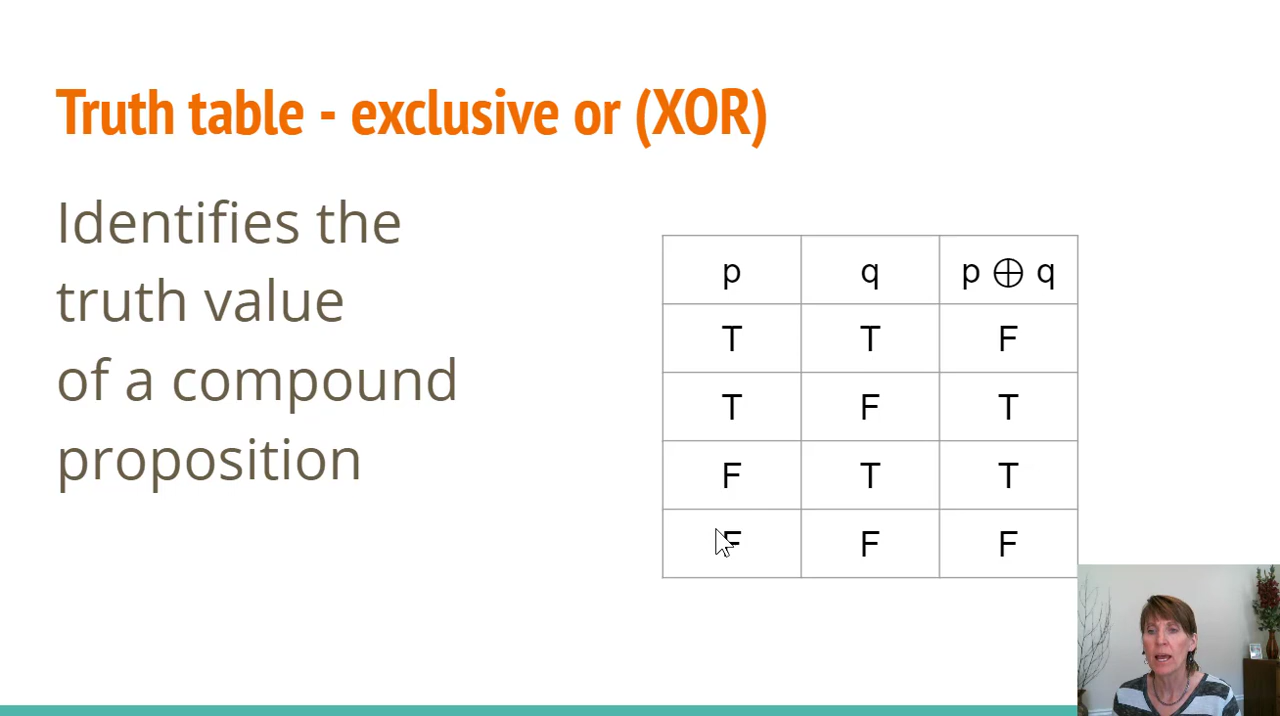 Truth table - exclusive or (XOR)
Identifies the
truth value
of a compound
proposition
p q p ⊕ q
T T F
T F T
F T T
F F F